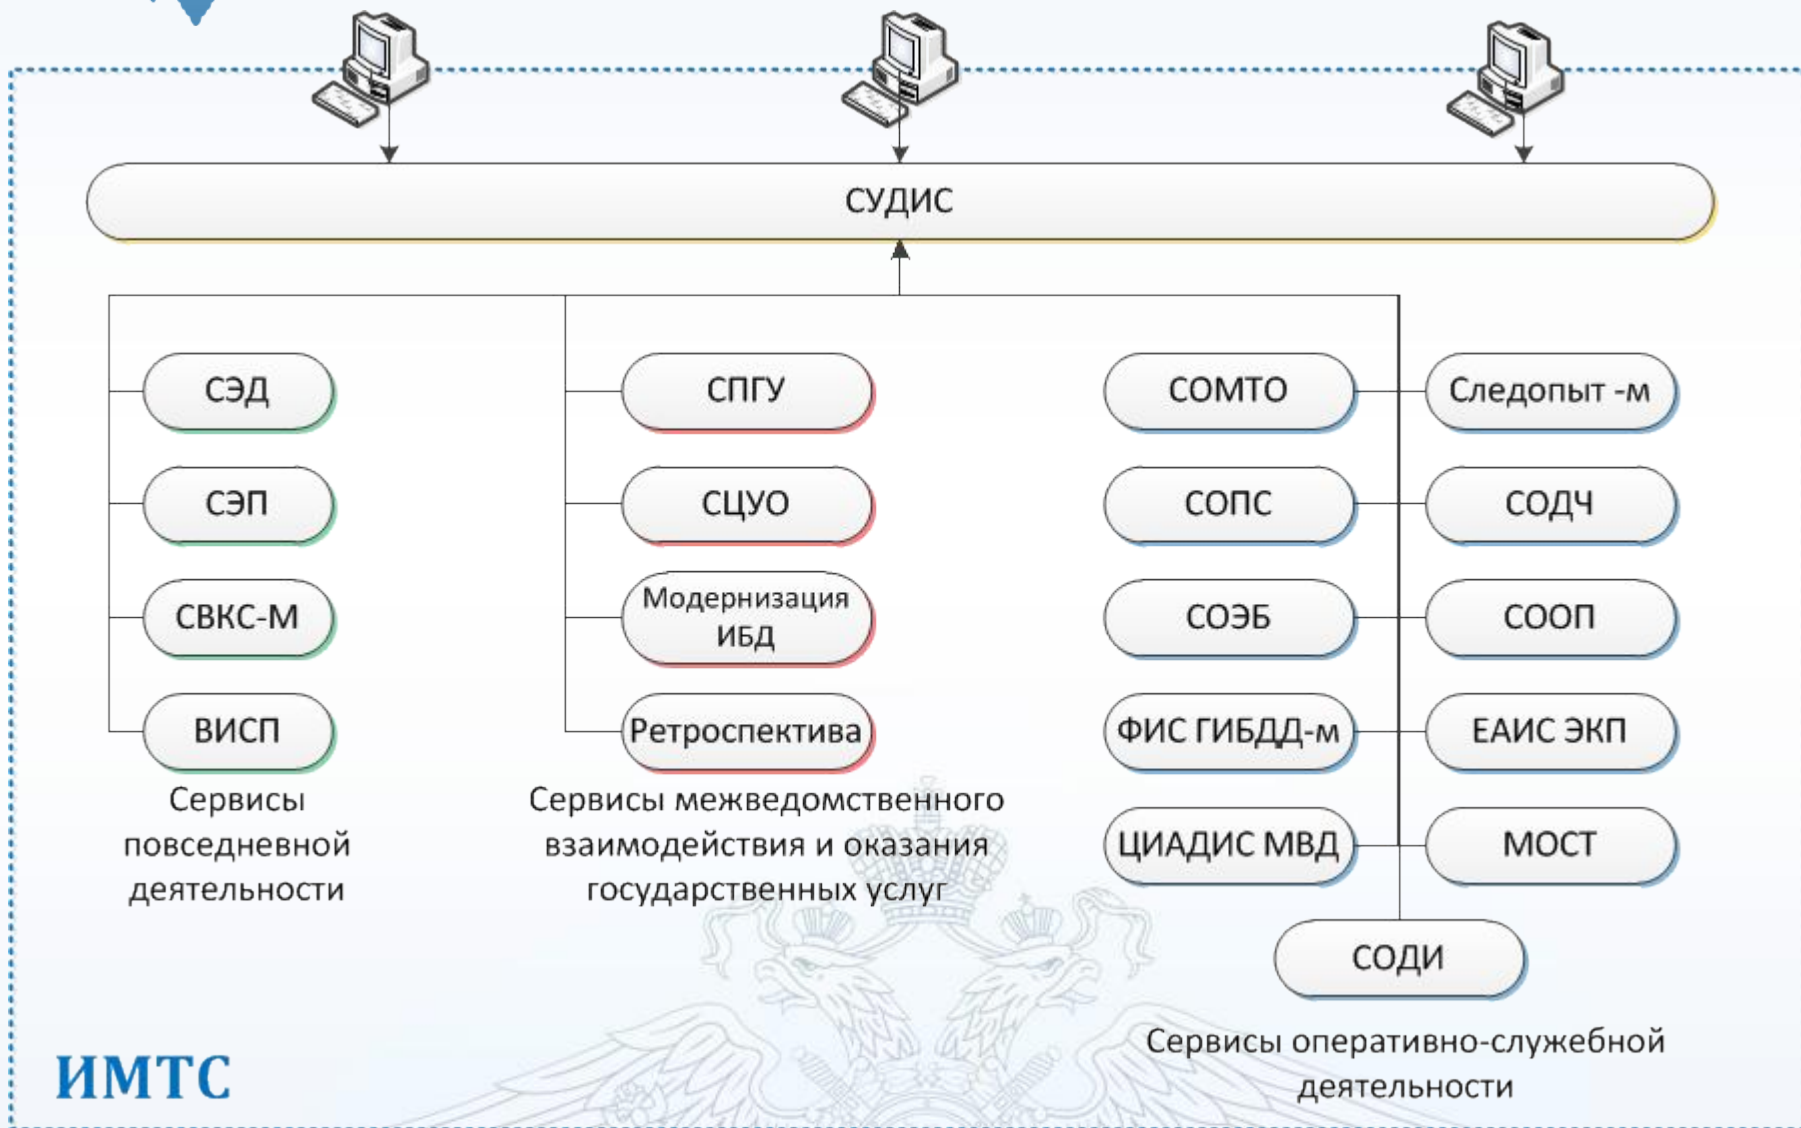 СУДИС
СЭД
СЭП
СВКС-М
ВИСП
Сервисы
повседневной
деятельности
СПГУ
СЦУО
Модернизация
ИБД
Ретроспектива
Сервисы межведомственного
взаимодействия и оказания
государственных услуг
СОМТО
Следопыт -м
СОПС
СОДЧ
СОЭБ
СООП
ФИС ГИБДД-м
ЕАИС ЭКП
ЦИАДИС МВД
МОСТ
СОДИ
Сервисы оперативно-служебной
деятельности
ИМТС